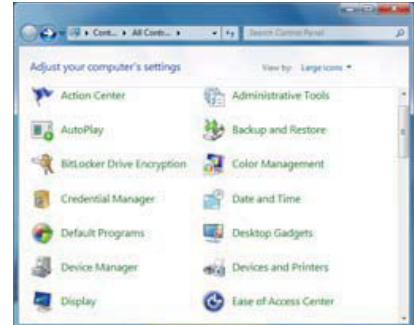 Cont... All Contr...
Search Control Panel
Adjust your computer's settings
View by: Large icons
Action Center Administrative Tools
AutoPlay Backup and Restore
BitLocker Drive Encryption Color Management
Credential Manager Date and Time
Default Programs Desktop Gadgets
Device Manager Devices and Printers
Display Ease of Access Center